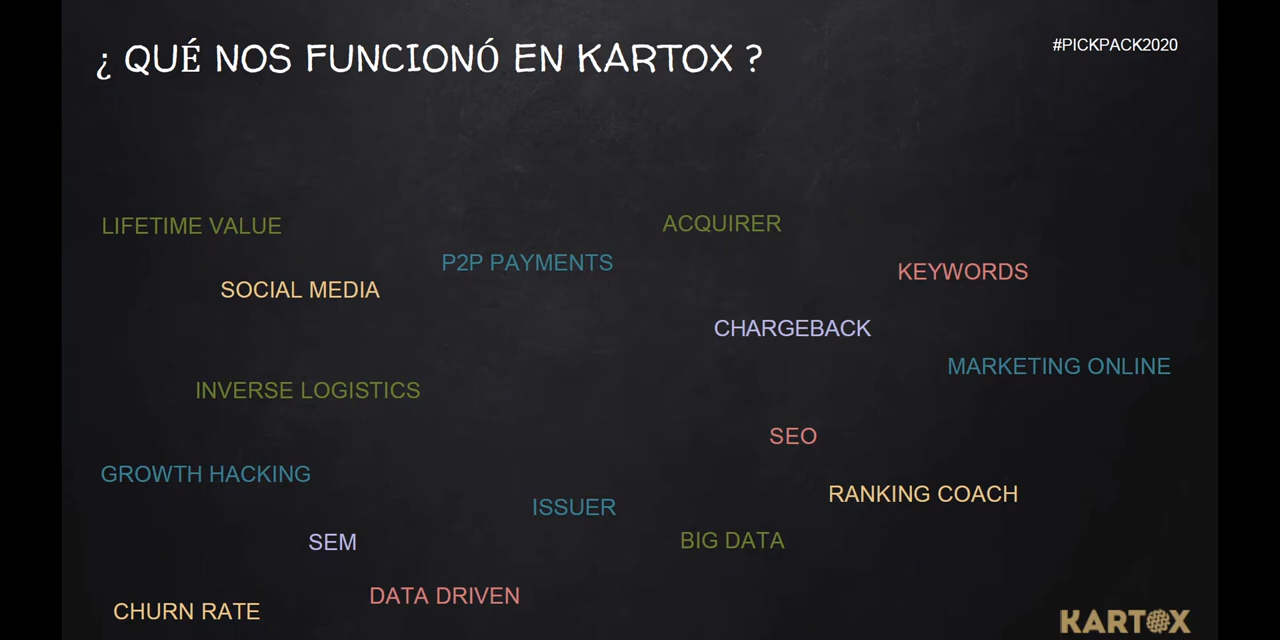 ¿ QUÉ NOS FUNCIONÓ EN KARTOX ?
#PICKPACK2020
LIFETIME VALUE
ACQUIRER
P2P PAYMENTS
KEYWORDS
SOCIAL MEDIA
CHARGEBACK
MARKETING ONLINE
INVERSE LOGISTICS
SEO
GROWTH HACKING
RANKING COACH
ISSUER
SEM
BIG DATA
DATA DRIVEN
CHURN RATE
KARTOX